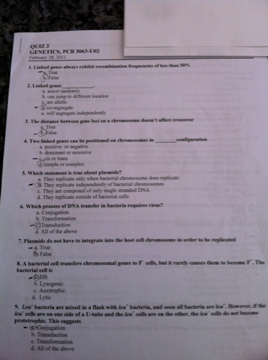 QUIZ 2
GENETICS, PCB 3063-U02
February 28, 2011
1. Linked genes always exhibit recombination frequencies of less than 50%
a. True
b. False
2. Linked genes ____________.
a. assort randomly
b. can jump to different location
c. are allelic
d. co-segregate
e. will segregate independently
3. The distance between gene loci on a chromosome doesn't affect crossover
a. True
b. False
4. Two linked genes can be positioned on chromosomes in ________configuration
a. positive or negative
b. dominant or recessive
c. cis or trans
d. simple or complex
5. Which statement is true about plasmids?
a. They replicate only when bacterial chromosomes do
b. They replicate independently of bacterial chromosomes
c. They are composed of only single stranded DNA
d. They replicate outside of bacterial cells
6. Which process of DNA transfer in bacteria requires virus?
a. Conjugation
b. Transformation
c. Transduction
d. All of the above
7. Plasmids do not have to integrate into the host cell chromosome in order to be replicated
a. True
b. False
8. A bacterial cell transfers chromosomal genes to F- cells, but it rarely causes them to become F+. The
bacterial cell is
a. Hfr
b. Lysogenic
c. Auxotrophic
d. Lytic
9. Leu+ bacteria are mixed in a flask with leu- bacteria, and soon all bacteria are leu+. However, if the
leu+ cells are on one side of a U-tube and the leu- cells are on the other, the leu- cells do not become
prototrophic. This suggests
a. Conjugation
b. Transduction
c. Transformation
d. All of the above